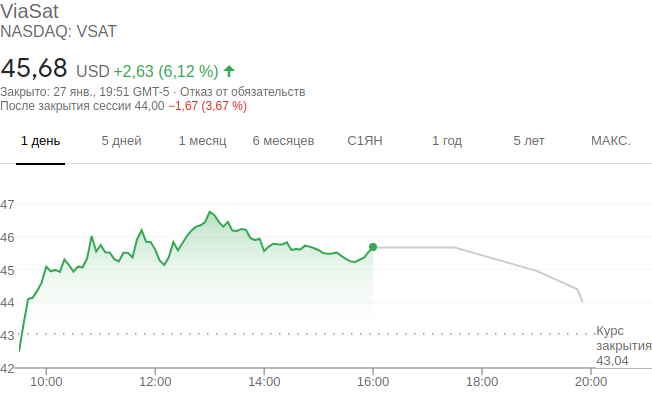 ViaSat
NASDAQ: VSAT
45,68 USD +2,63 (6,12 %)
Закрыто: 27 янв., 19:51 GMT-5 · Отказ от обязательств
После закрытия сессии 44,00 −1,67 (3,67 %)
1 день 5 дней 1 месяц 6 месяцев С1ЯН 1 год 5 лет МАКС.
47
46
45
44
43
Курс
закрытия
43,04
42
10:00 12:00 14:00 16:00 18:00 20:00